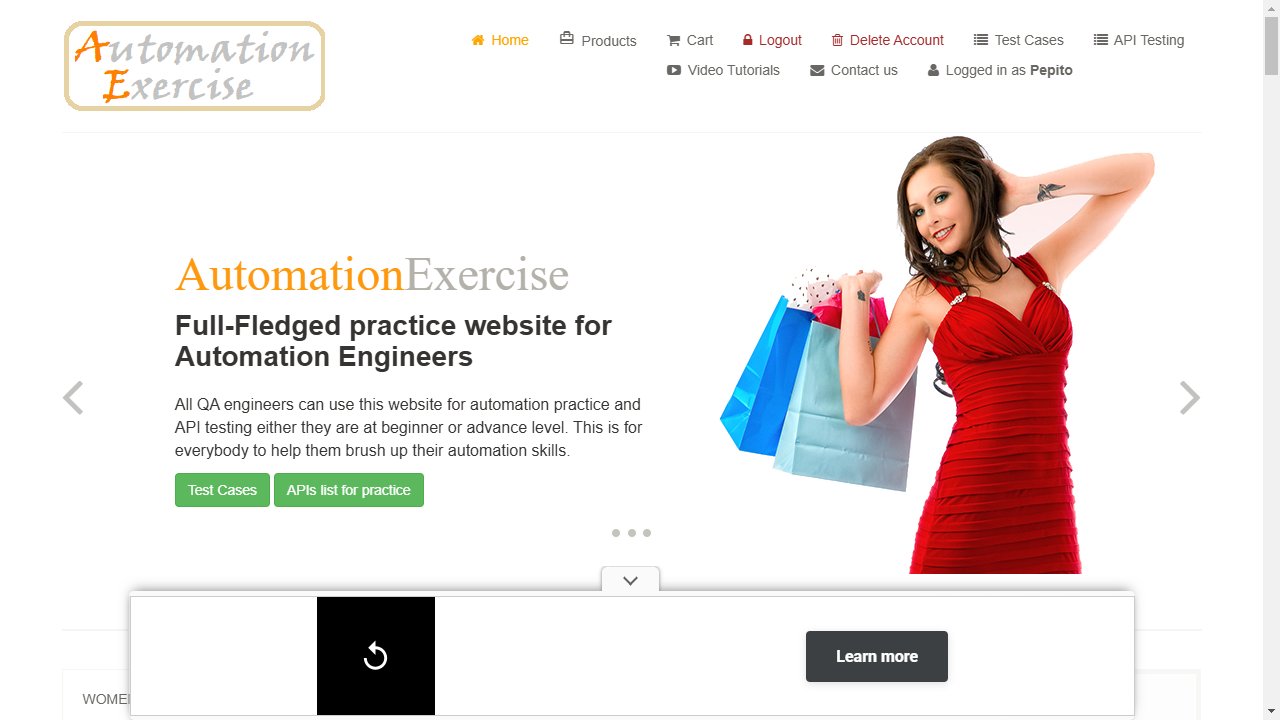 Automation
Exercise
Home
Products
Cart
Logout
Delete Account
Test Cases
API Testing
Video Tutorials
Contact us
Logged in as Pepito
AutomationExercise
Full-Fledged practice website for
Automation Engineers
All QA engineers can use this website for automation practice and
API testing either they are at beginner or advance level. This is for
everybody to help them brush up their automation skills.
Test Cases
APIs list for practice
Learn more